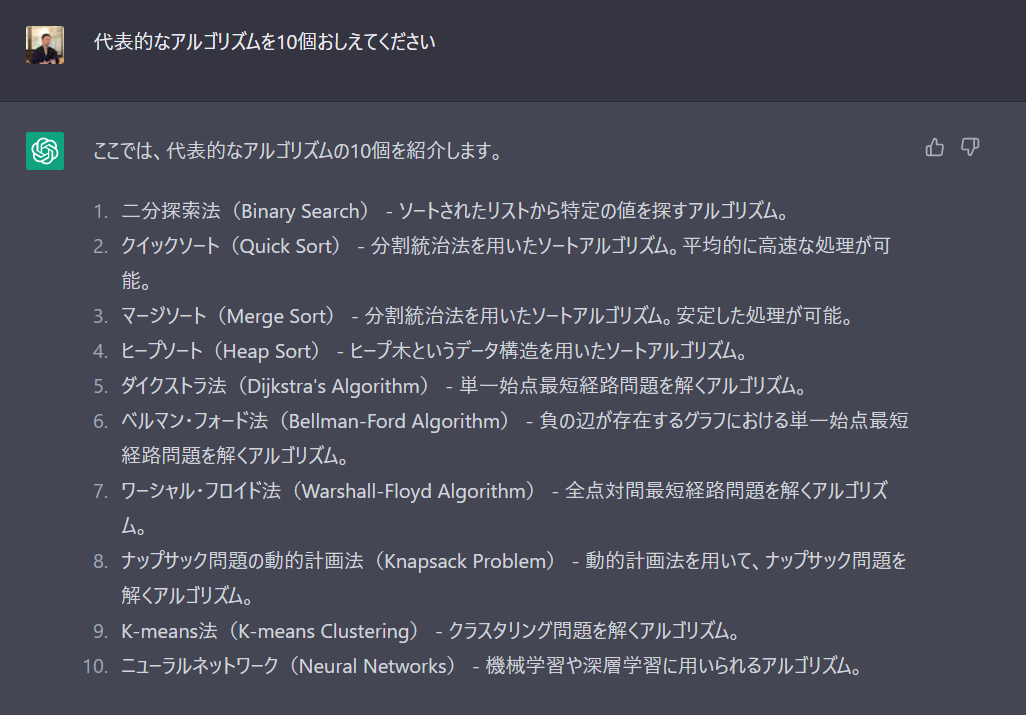 代表的なアルゴリズムを10個おしえてください
ここでは、代表的なアルゴリズムの10個を紹介します。
1. 二分探索法（Binary Search） - ソートされたリストから特定の値を探すアルゴリズム。
2. クイックソート（Quick Sort） - 分割統治法を用いたソートアルゴリズム。平均的に高速な処理が可
能。
3. マージソート（Merge Sort） - 分割統治法を用いたソートアルゴリズム。安定した処理が可能。
4. ヒープソート（Heap Sort） - ヒープ木というデータ構造を用いたソートアルゴリズム。
5. ダイクストラ法（Dijkstra's Algorithm） - 単一始点最短経路問題を解くアルゴリズム。
6. ベルマン・フォード法（Bellman-Ford Algorithm） - 負の辺が存在するグラフにおける単一始点最短
経路問題を解くアルゴリズム。
7. ワーシャル・フロイド法（Warshall-Floyd Algorithm） - 全点対間最短経路問題を解くアルゴリズ
ム。
8. ナップサック問題の動的計画法（Knapsack Problem） - 動的計画法を用いて、ナップサック問題を
解くアルゴリズム。
9. K-means法（K-means Clustering） - クラスタリング問題を解くアルゴリズム。
10. ニューラルネットワーク（Neural Networks） - 機械学習や深層学習に用いられるアルゴリズム。